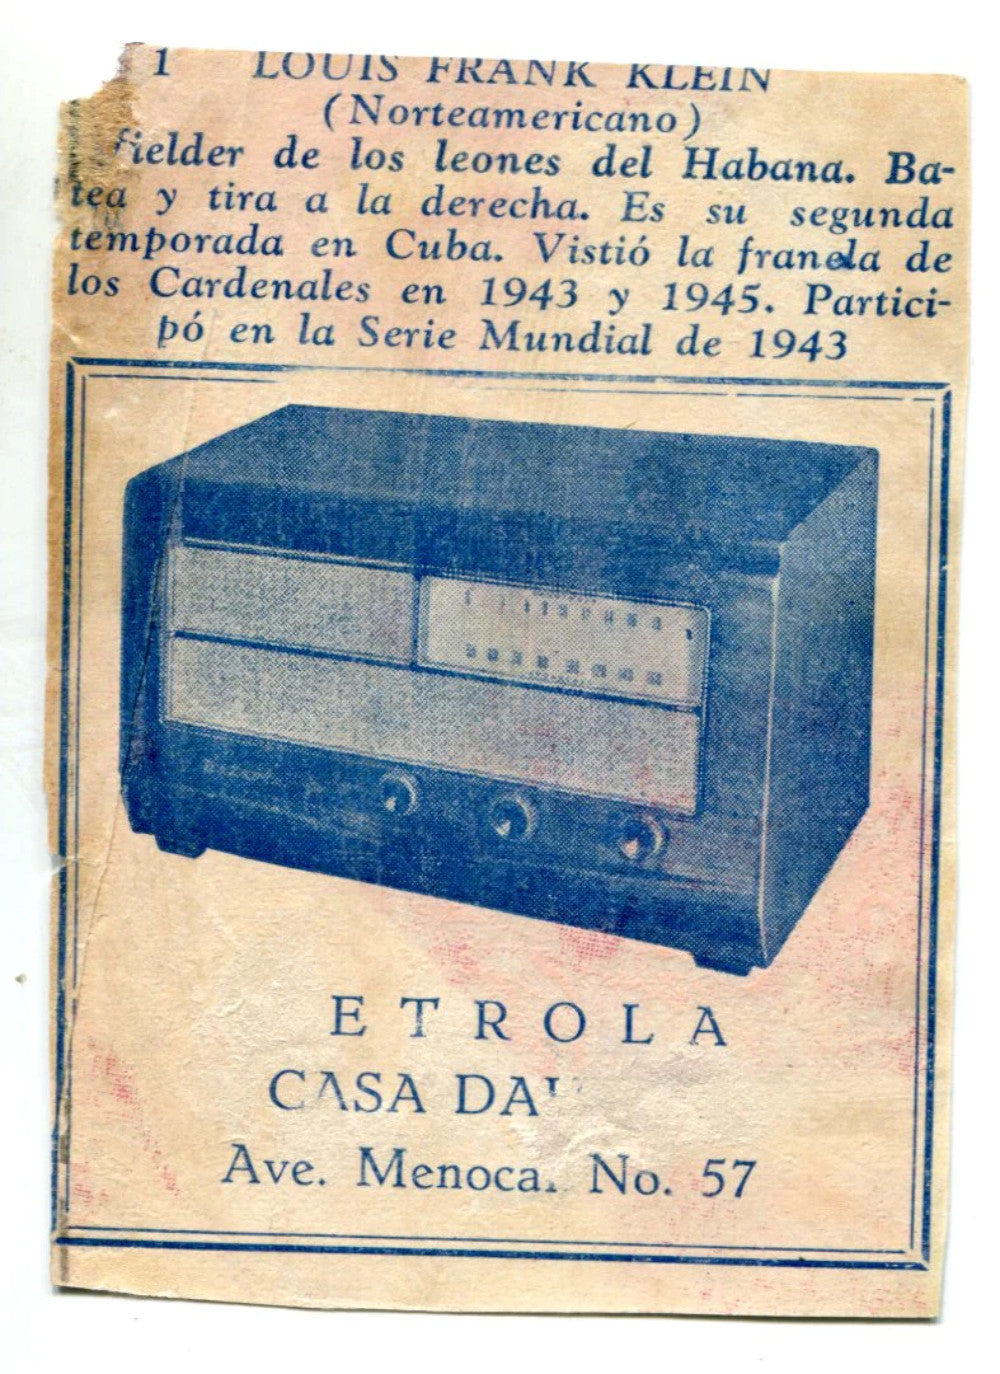 1 LOUIS FRANK KLEIN
(Norteamericano)
fielder de los leones del Habana. Ba-
tea y tira a la derecha. Es su segunda
temporada en Cuba. Vistió la franela de
los Cardenales en 1943 y 1945. Partici-
pó en la Serie Mundial de 1943
ETROLA
CASA
Ave. No. 57